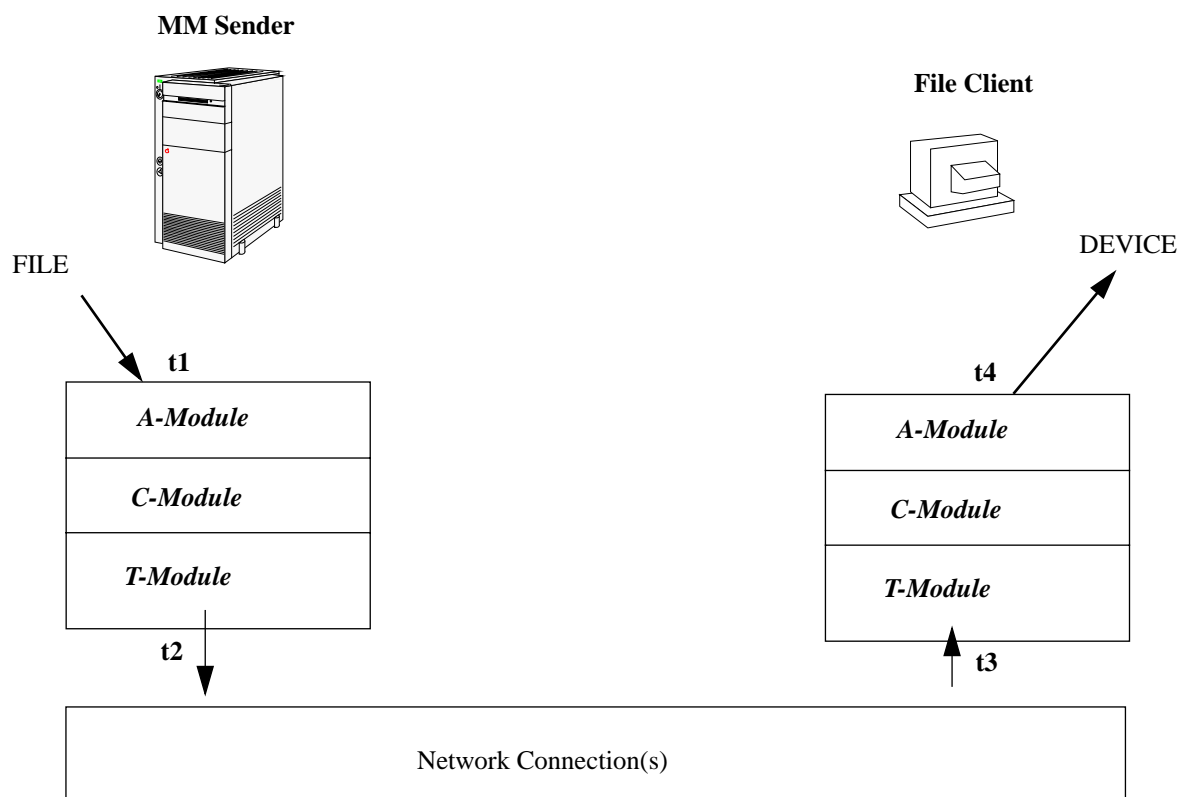 MM Sender
File Client
FILE
DEVICE
t1
t4
A-Module
A-Module
C-Module
C-Module
T-Module
T-Module
t2
t3
Network Connection(s)